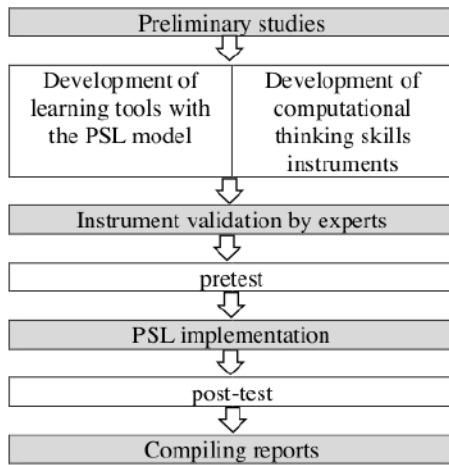 Preliminary studies
Development of
learning tools with
the PSL model
Development of
computational
thinking skills
instruments
Instrument validation by experts
pretest
PSL implementation
post-test
Compiling reports